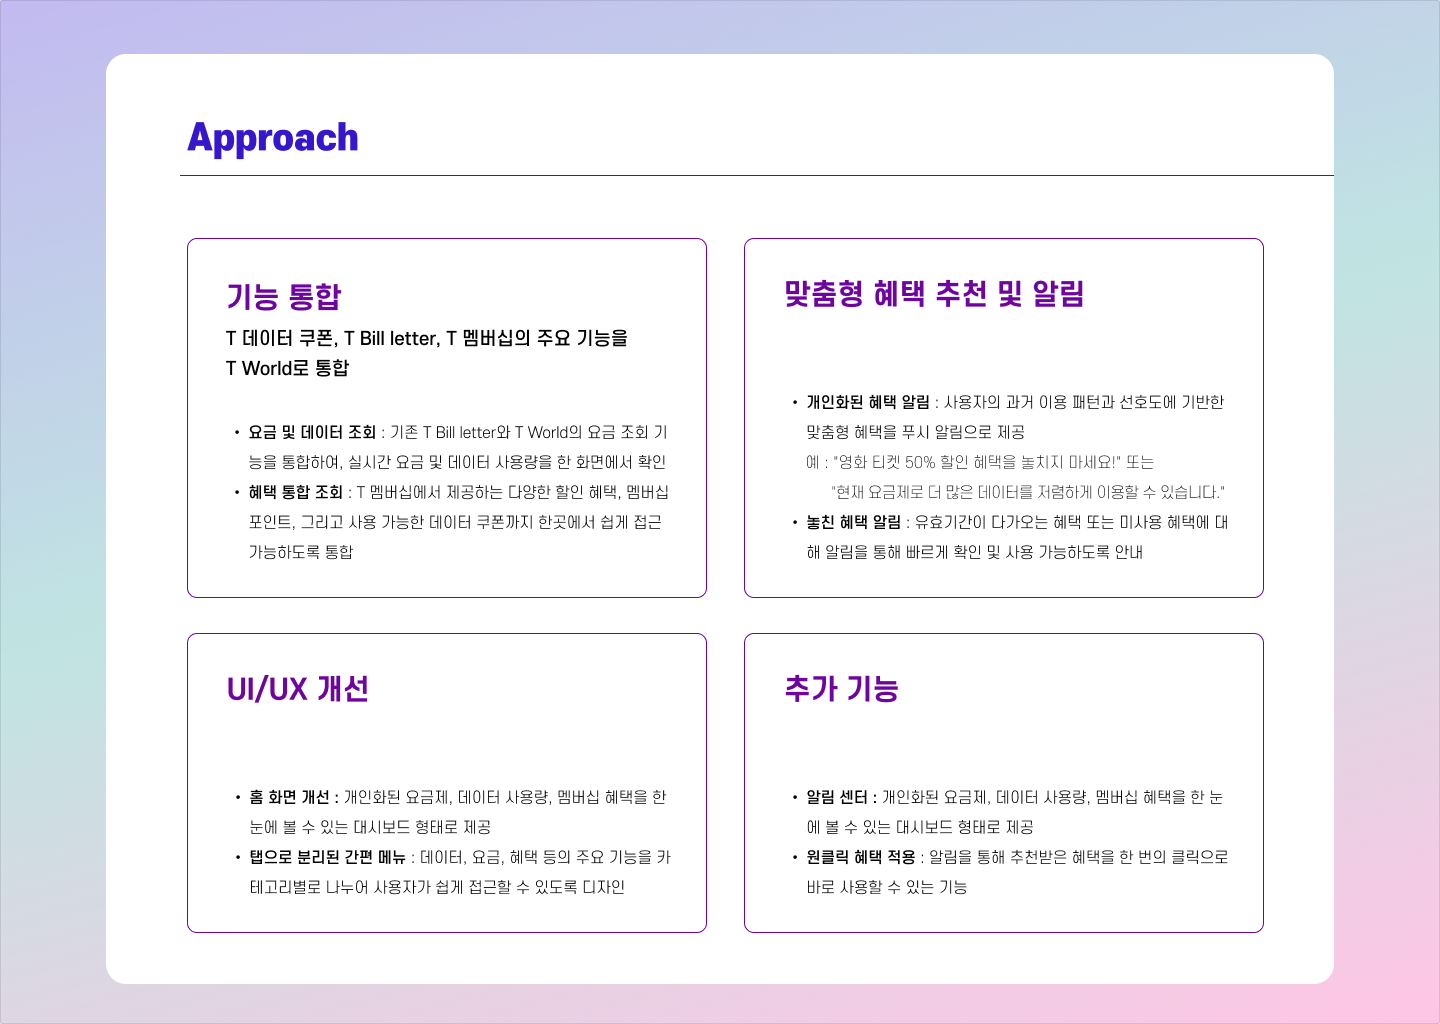 Approach
기능 통합
T 데이터 쿠폰, T Bill letter, T 멤버십의 주요 기능을
T World로 통합
• 요금 및 데이터 조회 : 기존 T Bill letter와 T World의 요금 조회 기
능을 통합하여, 실시간 요금 및 데이터 사용량을 한 화면에서 확인
• 혜택 통합 조회 : T 멤버십에서 제공하는 다양한 할인 혜택, 멤버십
포인트, 그리고 사용 가능한 데이터 쿠폰까지 한곳에서 쉽게 접근
가능하도록 통합
맞춤형 혜택 추천 및 알림
• 개인화된 혜택 알림 : 사용자의 과거 이용 패턴과 선호도에 기반한
맞춤형 혜택을 푸시 알림으로 제공
예 : "영화 티켓 50% 할인 혜택을 놓치지 마세요!" 또는
"현재 요금제로 더 많은 데이터를 저렴하게 이용할 수 있습니다."
• 놓친 혜택 알림 : 유효기간이 다가오는 혜택 또는 미사용 혜택에 대
해 알림을 통해 빠르게 확인 및 사용 가능하도록 안내
UI/UX 개선
• 홈 화면 개선 : 개인화된 요금제, 데이터 사용량, 멤버십 혜택을 한
눈에 볼 수 있는 대시보드 형태로 제공
• 탭으로 분리된 간편 메뉴 : 데이터, 요금, 혜택 등의 주요 기능을 카
테고리별로 나누어 사용자가 쉽게 접근할 수 있도록 디자인
추가 기능
• 알림 센터 : 개인화된 요금제, 데이터 사용량, 멤버십 혜택을 한 눈
에 볼 수 있는 대시보드 형태로 제공
• 원클릭 혜택 적용 : 알림을 통해 추천받은 혜택을 한 번의 클릭으로
바로 사용할 수 있는 기능